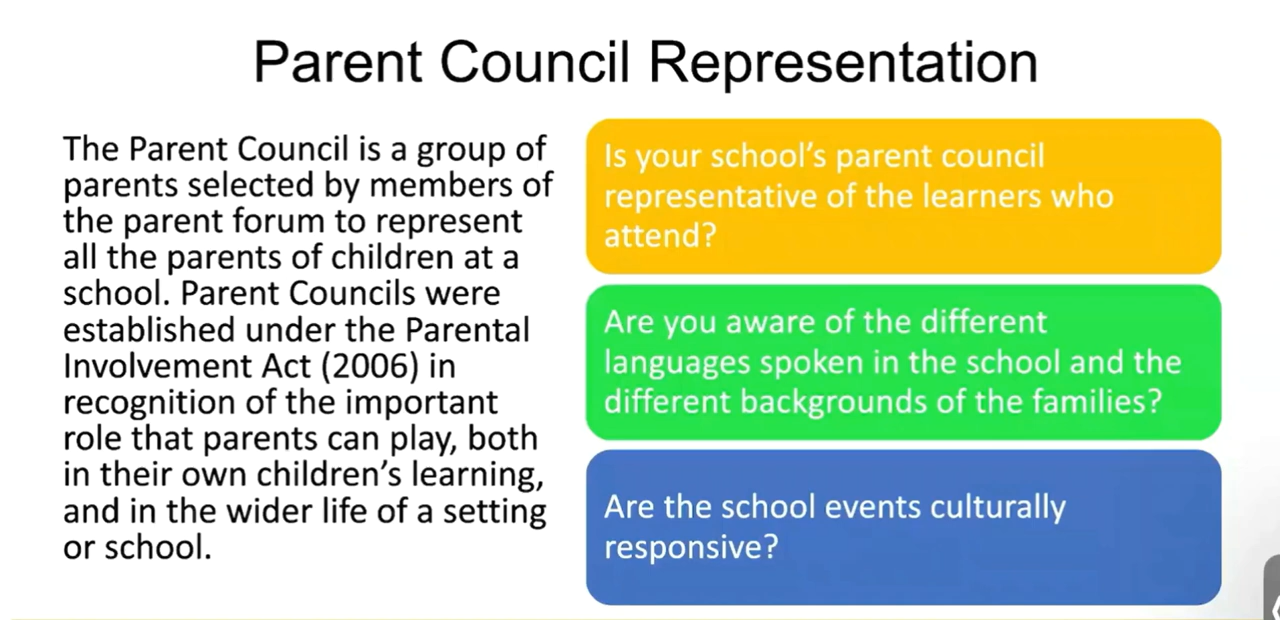 Parent Council Representation
The Parent Council is a group of
parents selected by members of
the parent forum to represent
all the parents of children at a
school. Parent Councils were
established under the Parental
Involvement Act (2006) in
recognition of the important
role that parents can play, both
in their own children’s learning,
and in the wider life of a setting
or school.
Is your school’s parent council
representative of the learners who
attend?
Are you aware of the different
languages spoken in the school and the
different backgrounds of the families?
Are the school events culturally
responsive?